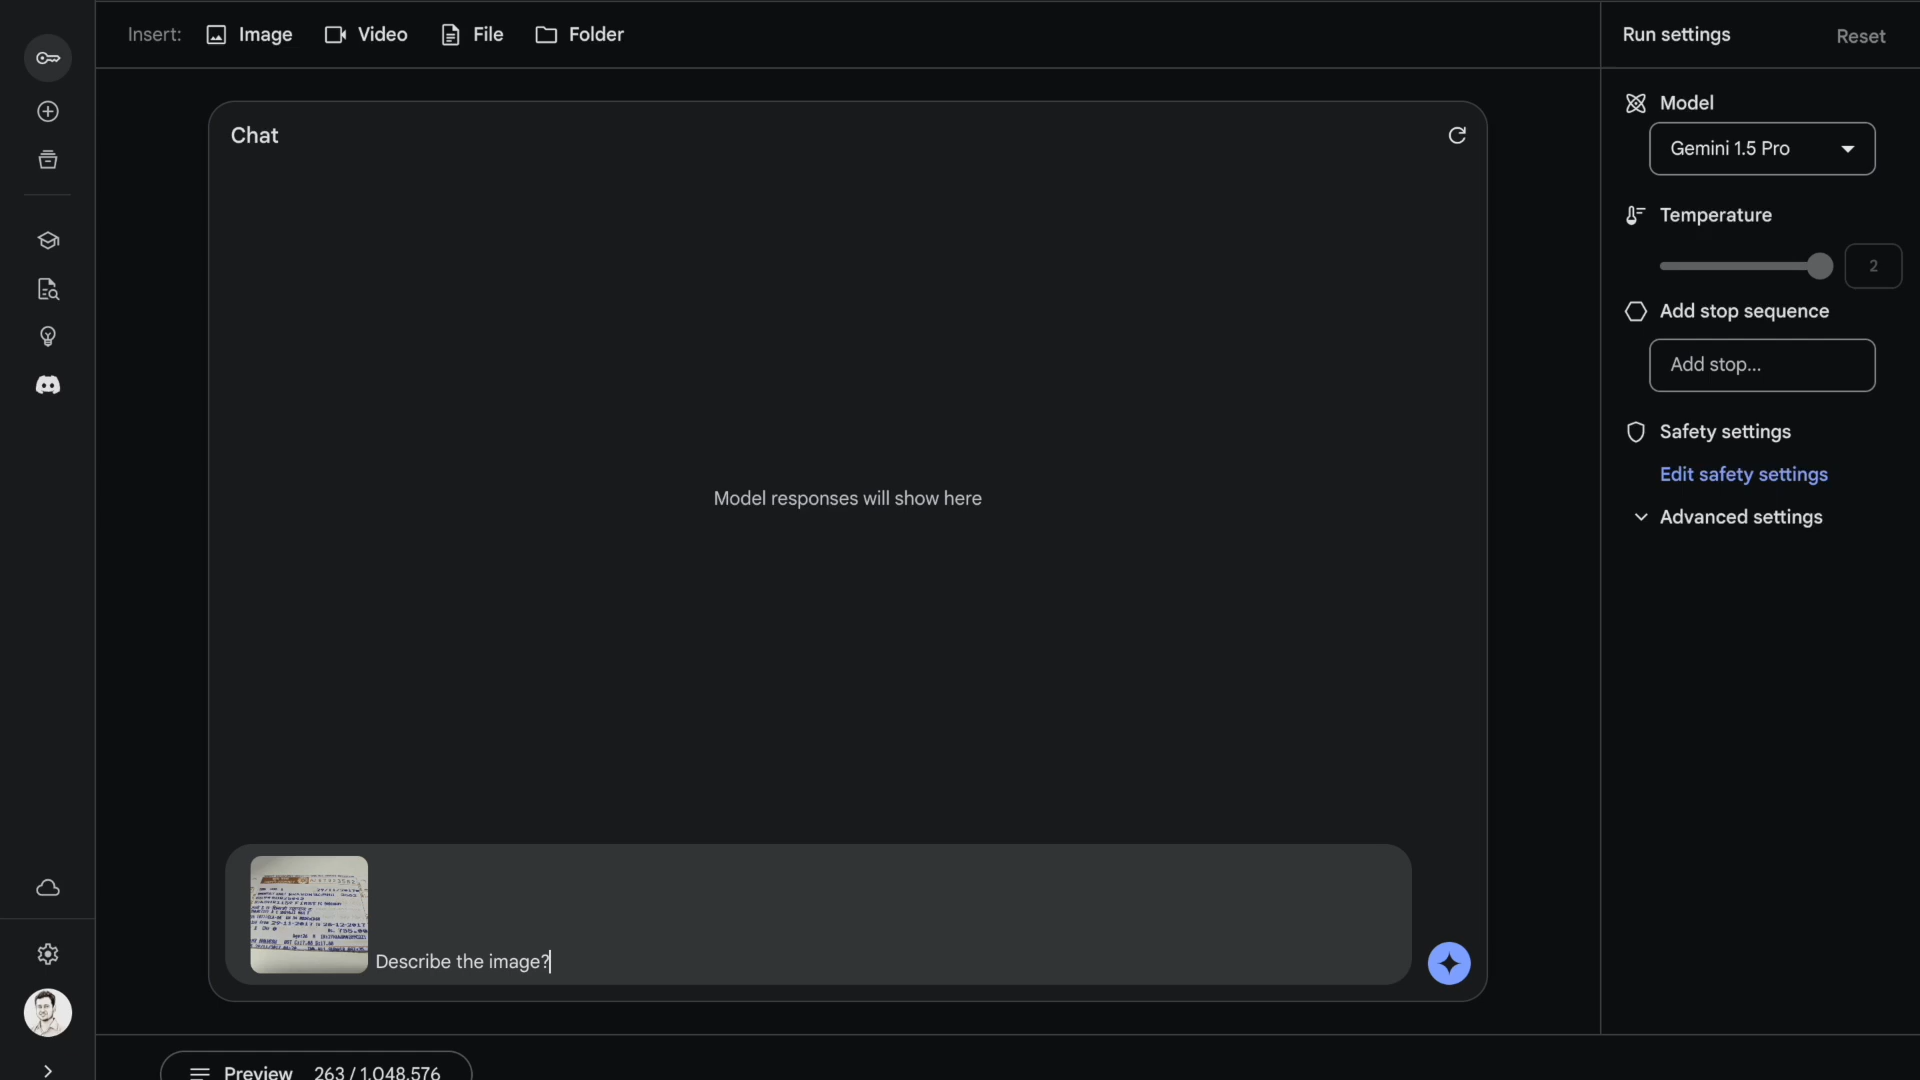 Insert:
Image
Video
File
Folder
Run settings
Reset
Chat
Model
Gemini 1.5 Pro
Temperature
2
Add stop sequence
Add stop...
Safety settings
Edit safety settings
Advanced settings
Model responses will show here
Describe the image?
Preview
263 / 1,048,576